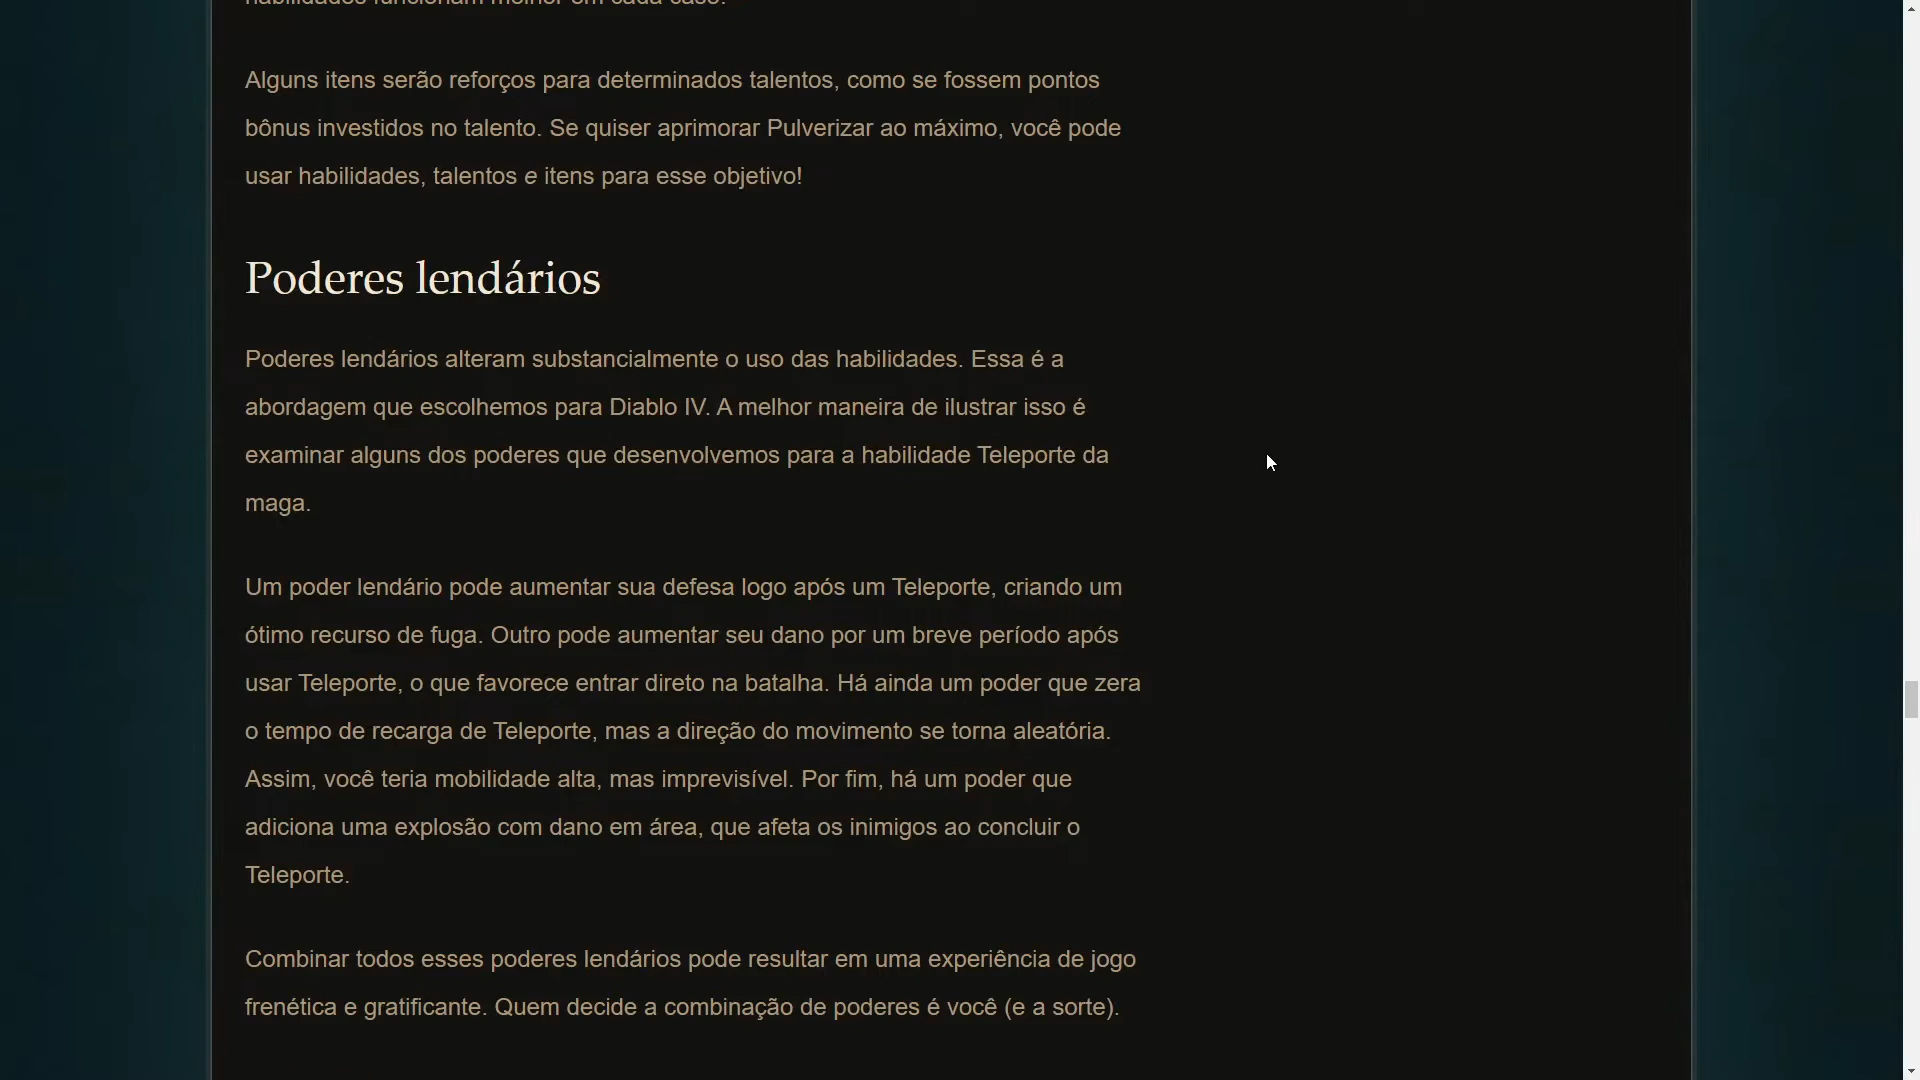 habilidades funcionam melhor em cada caso.
Alguns itens serão reforços para determinados talentos, como se fossem pontos
bônus investidos no talento. Se quiser aprimorar Pulverizar ao máximo, você pode
usar habilidades, talentos e itens para esse objetivo!
Poderes lendários
Poderes lendários alteram substancialmente o uso das habilidades. Essa é a
abordagem que escolhemos para Diablo IV. A melhor maneira de ilustrar isso é
examinar alguns dos poderes que desenvolvemos para a habilidade Teleporte da
maga.
Um poder lendário pode aumentar sua defesa logo após um Teleporte, criando um
ótimo recurso de fuga. Outro pode aumentar seu dano por um breve período após
usar Teleporte, o que favorece entrar direto na batalha. Há ainda um poder que zera
o tempo de recarga de Teleporte, mas a direção do movimento se torna aleatória.
Assim, você teria mobilidade alta, mas imprevisível. Por fim, há um poder que
adiciona uma explosão com dano em área, que afeta os inimigos ao concluir o
Teleporte.
Combinar todos esses poderes lendários pode resultar em uma experiência de jogo
frenética e gratificante. Quem decide a combinação de poderes é você (e a sorte).